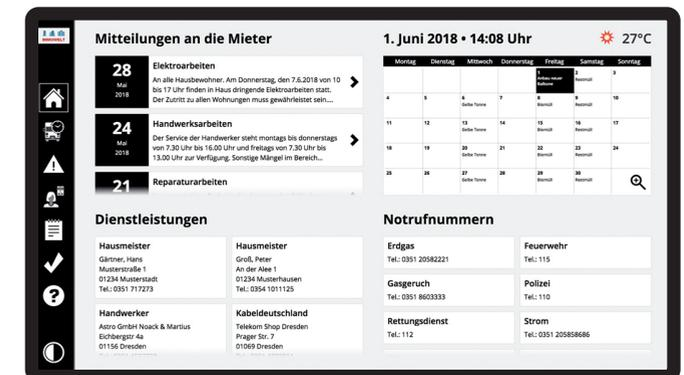 Mitteilungen an die Mieter
28
Mai
2018
Elektroarbeiten
An alle Hausbewohner. Am Donnerstag, den 7.6.2018 von 10
bis 17 Uhr finden in Haus dringende Elektroarbeiten statt.
Der Zutritt zu allen Wohnungen muss gewährleistet sein....
24
Mai
2018
Handwerksarbeiten
Der Service der Handwerker steht montags bis donnerstags
von 7.30 Uhr bis 16.00 Uhr und freitags von 7.30 Uhr bis
13.00 Uhr zur Verfügung. Sonstige Mängel im Bereich...
21
Reparaturarbeiten
1. Juni 2018 • 14:08 Uhr
27°C
Montag Dienstag Mittwoch Donnerstag Freitag Samstag Sonntag
1 2 3
Anbau neuer Restmüll
Balkone
4 5 6 7 8 9 10
Gelbe Tonne Biomüll Restmüll
11 12 13 14 15 16 17
Gelbe Tonne Biomüll Restmüll
18 19 20 21 22 23 24
Gelbe Tonne Biomüll Restmüll
25 26 27 28 29 30
Gelbe Tonne Biomüll Restmüll
Dienstleistungen
Hausmeister
Gärtner, Hans
Musterstraße 1
01234 Musterstadt
Tel.: 0351 717273
Hausmeister
Groß, Peter
An der Alee 1
01234 Musterhausen
Tel.: 0354 1011125
Handwerker
Astro GmbH Noack & Martius
Eichbergstr 4a
01156 Dresden
Kabeldeutschland
Telekom Shop Dresden
Prager Str. 7
01069 Dresden
Notrufnummern
Erdgas
Tel.: 0351 20582221
Feuerwehr
Tel.: 115
Gasgeruch
Tel.: 0351 8603333
Polizei
Tel.: 110
Rettungsdienst
Tel.: 112
Strom
Tel.: 0351 205858686